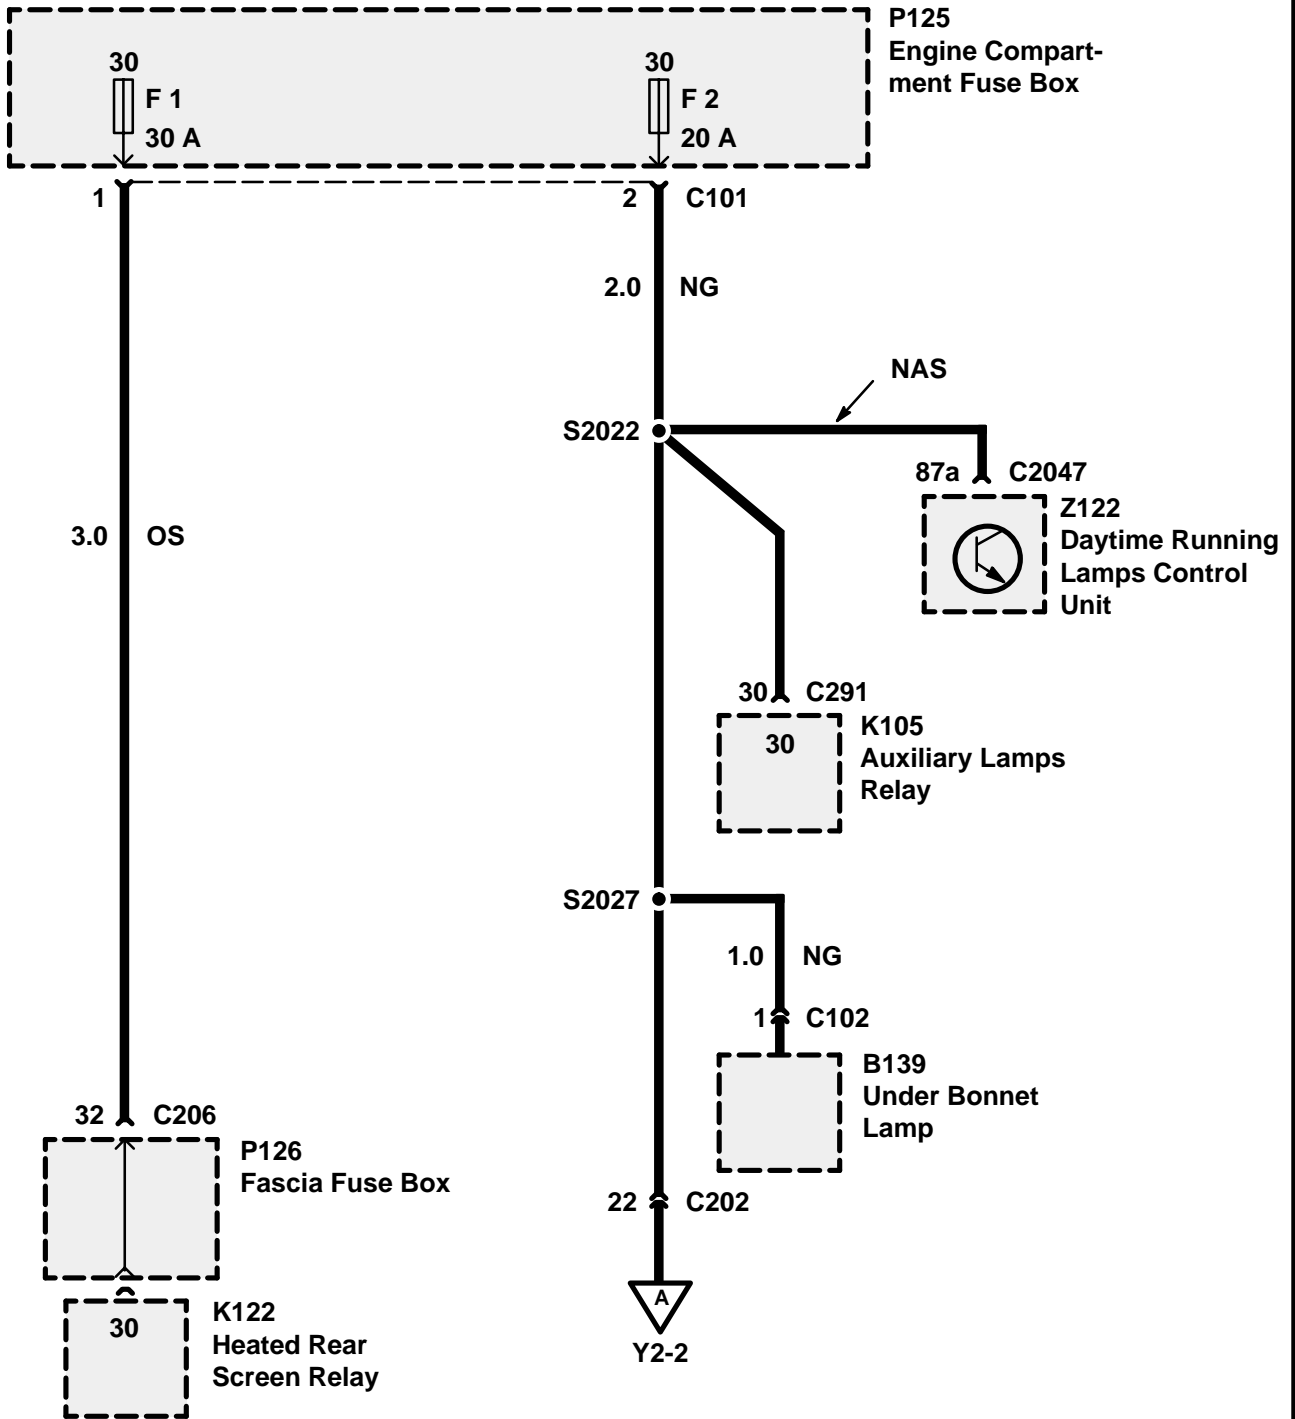 P125
Engine Compart-
ment Fuse Box
30
F 1
30 A
30
F 2
20 A
1
2
C101
2.0
NG
NAS
S2022
87a
C2047
Z122
Daytime Running
Lamps Control
Unit
3.0
OS
30
C291
K105
Auxiliary Lamps
Relay
30
S2027
1.0
NG
1
C102
B139
Under Bonnet
Lamp
32
C206
P126
Fascia Fuse Box
22
C202
A
Y2-2
K122
Heated Rear
Screen Relay
30